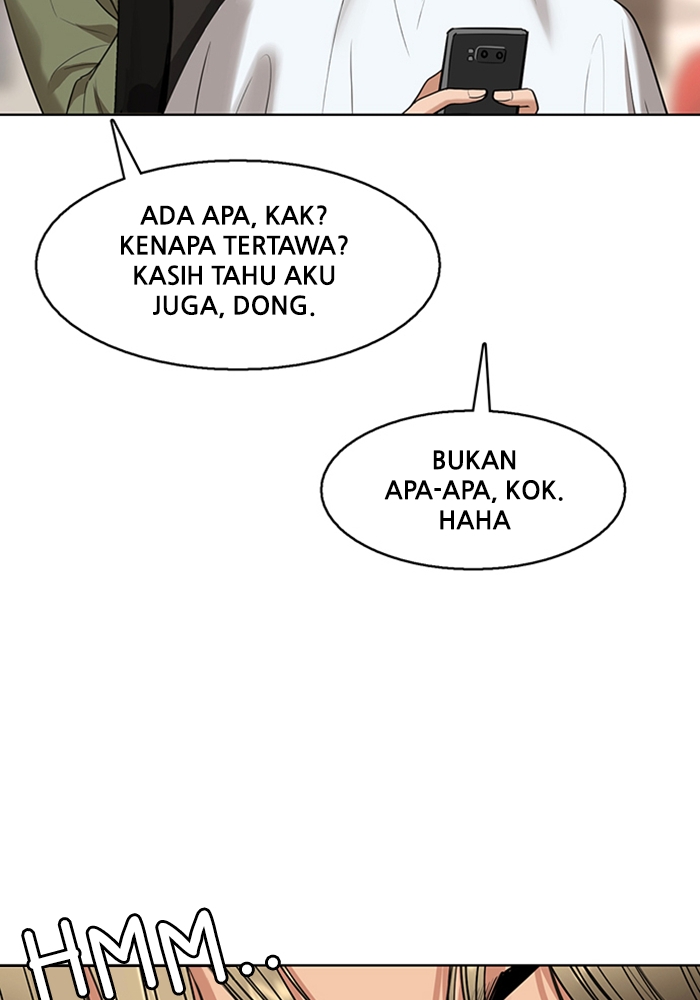 ADA APA, KAK?
KENAPA TERTAWA?
KASIH TAHU AKU
JUGA, DONG.
BUKAN
APA-APA, KOK.
HAHA
HMM..